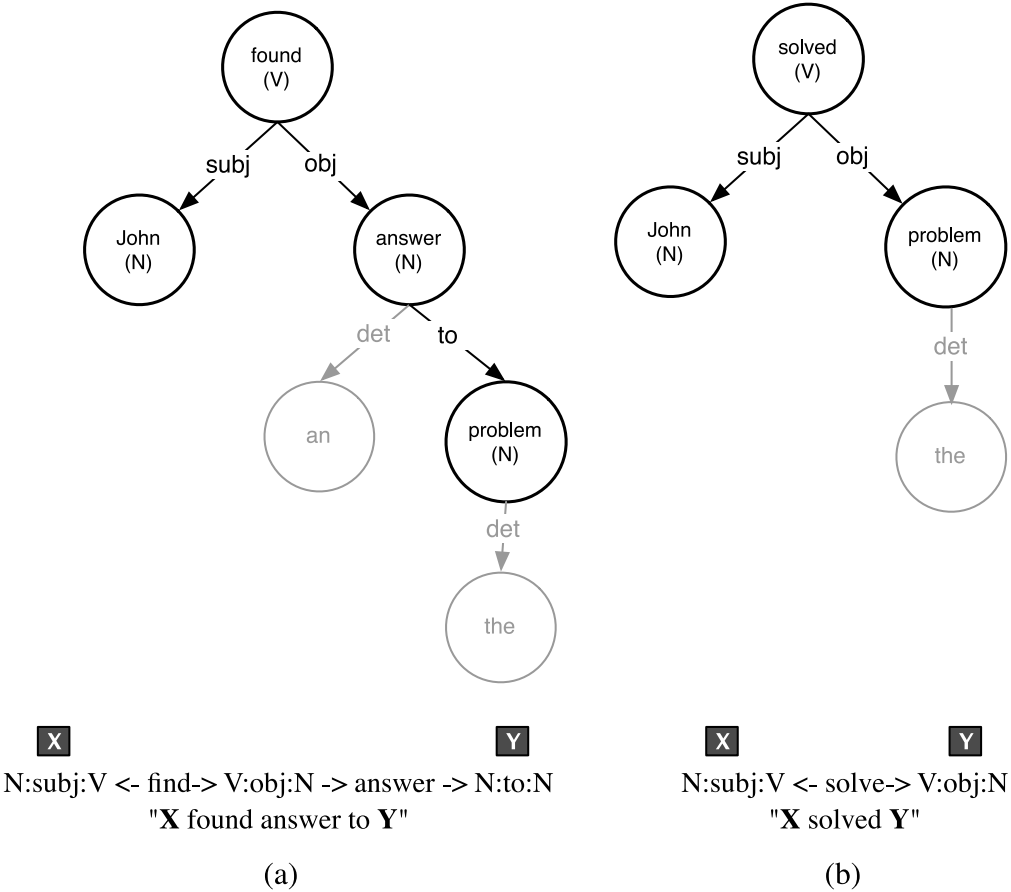 found
(V)
subj
obj
John
(N)
answer
(N)
det
to
an
problem
(N)
det
the
X
Y
N:subj:V <- find-> V:obj:N -> answer -> N:to:N
"X found answer to Y"
(a)
solved
(V)
subj
obj
John
(N)
problem
(N)
det
the
X
Y
N:subj:V <- solve-> V:obj:N
"X solved Y"
(b)